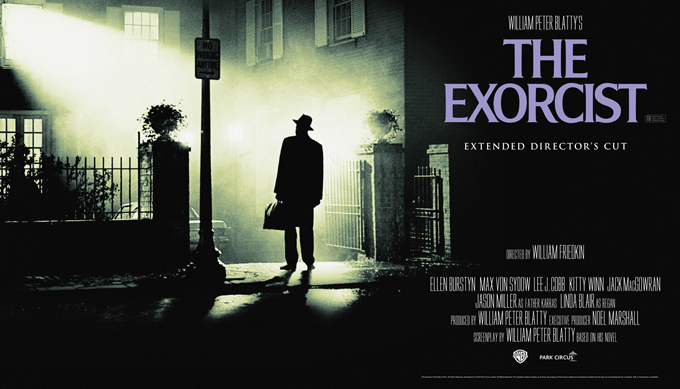 NO
PARKING
WILLIAM PETER BLATTY'S
THE
EXORCIST
EXTENDED DIRECTOR'S CUT
DIRECTED BY WILLIAM FRIEDKIN
ELLEN BURSTYN MAX VON SYDOW LEE J. COBB KITTY WINN JACK MacGOWRAN
JASON MILLER AS FATHER KARRAS LINDA BLAIR AS REGAN
PRODUCED BY WILLIAM PETER BLATTY EXECUTIVE PRODUCER NOEL MARSHALL
SCREENPLAY BY WILLIAM PETER BLATTY BASED ON HIS NOVEL
WB
PARK CIRCUS